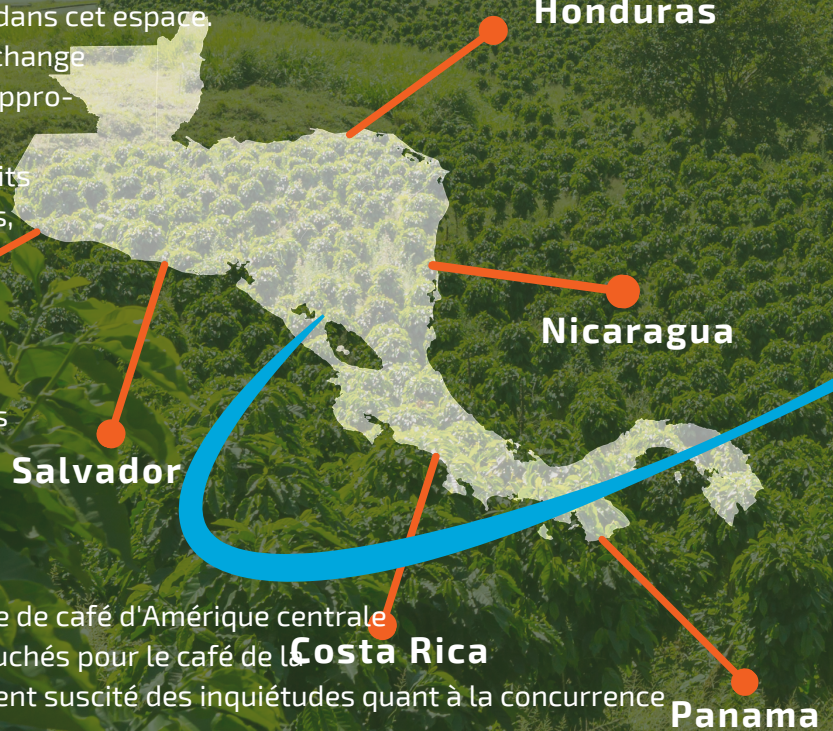 dans cet espace.
change
ppro-
its
s,
s
e de café d'Amérique centrale
uchés pour le café de la
ent suscité des inquiétudes quant à la concurrence
Honduras
Nicaragua
Salvador
Costa Rica
Panama